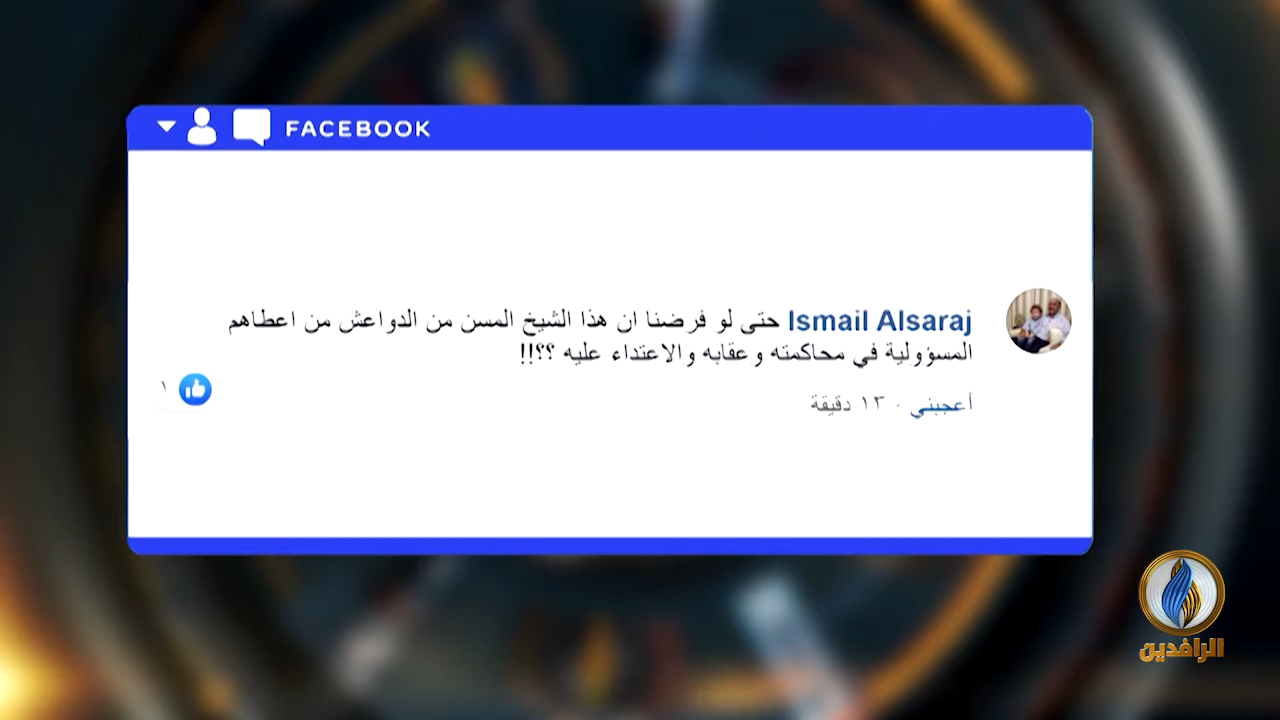 FACEBOOK
Ismail Alsaraj حتى لو فرضنا ان هذا الشيخ المسن من الدواعش من اعطاهم
المسؤولية في محاكمته وعقابه والاعتداء عليه ؟؟!!
أعجبني · ١٣ دقيقة
١
الرافدين